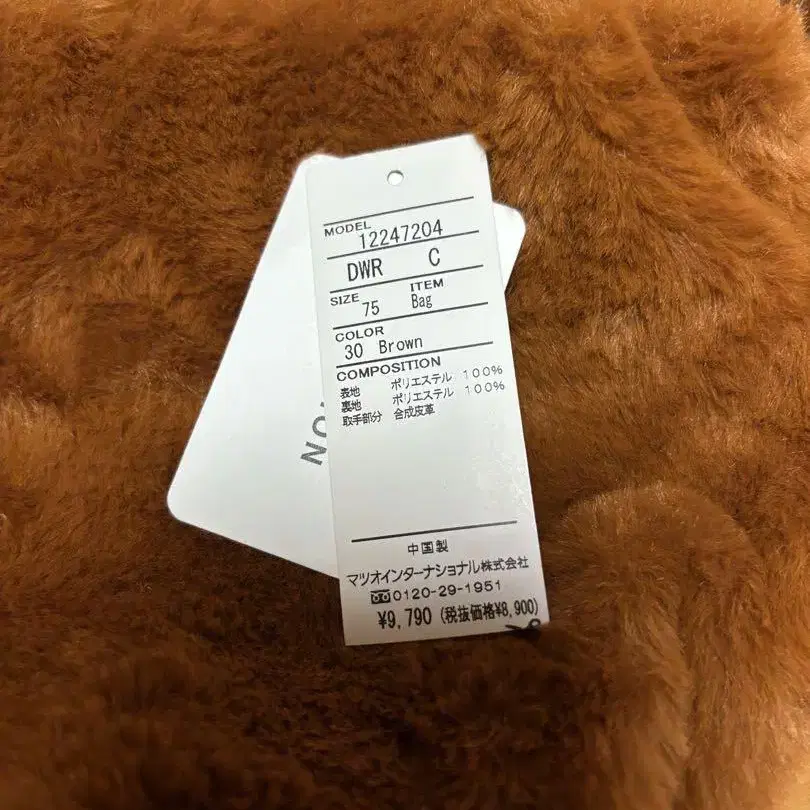 MODEL
12247204
DWR C
SIZE 75 ITEM Bag
COLOR
30 Brown
COMPOSITION
表地 ポリエステル 100%
裏地 ポリエステル 100%
取手部分 合成皮革
中国製
マツオインターナショナル株式会社
0120-29-1951
¥9,790 (税抜価格¥8,900)